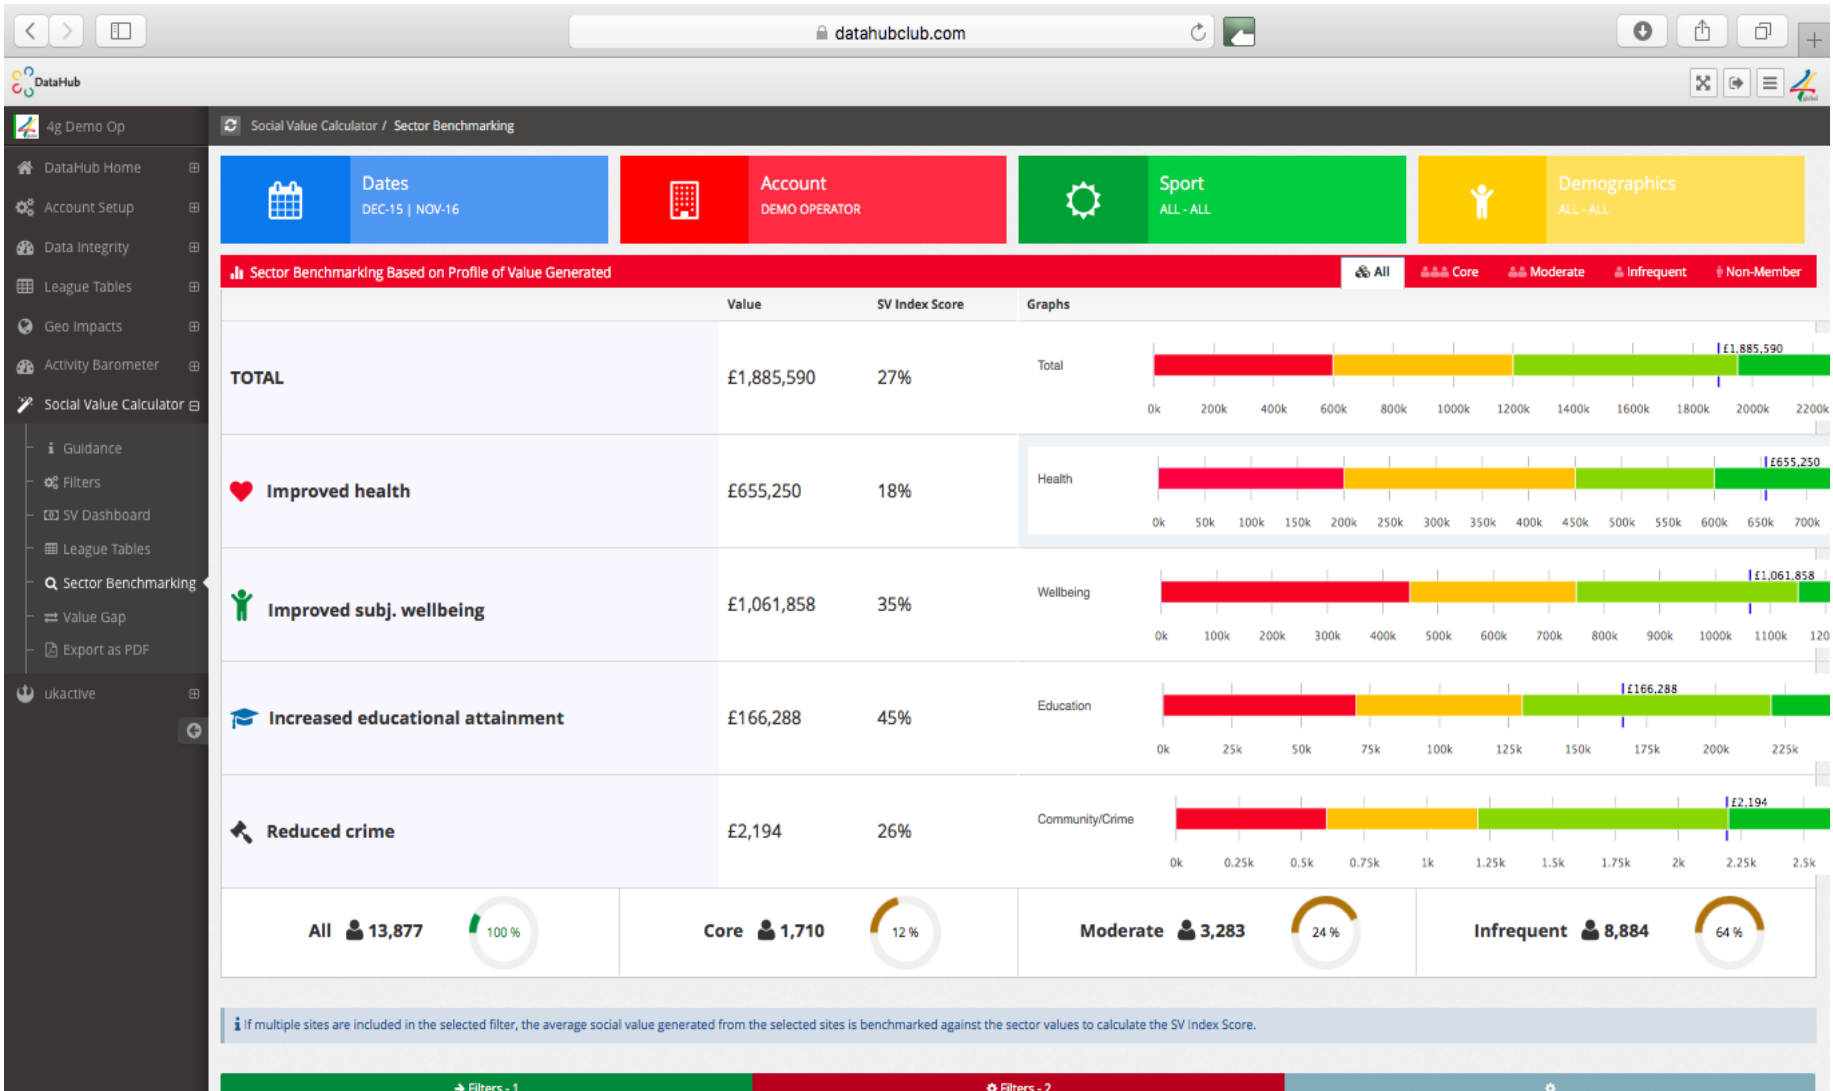 datahubclub.com
DataHub
4g Demo Op
Social Value Calculator / Sector Benchmarking
DataHub Home
Account Setup
Data Integrity
League Tables
Geo Impacts
Activity Barometer
Social Value Calculator
Guidance
Filters
SV Dashboard
League Tables
Sector Benchmarking
Value Gap
Export as PDF
ukactive
Dates
DEC-15 | NOV-16
Account
DEMO OPERATOR
Sport
ALL - ALL
Demographics
ALL - ALL
Sector Benchmarking Based on Profile of Value Generated
All Core Moderate Infrequent Non-Member
Value SV Index Score Graphs
TOTAL £1,885,590 27%
Total £1,885,590
0k 200k 400k 600k 800k 1000k 1200k 1400k 1600k 1800k 2000k 2200k
Improved health £655,250 18%
Health £655,250
0k 50k 100k 150k 200k 250k 300k 350k 400k 450k 500k 550k 600k 650k 700k
Improved subj. wellbeing £1,061,858 35%
Wellbeing £1,061,858
0k 100k 200k 300k 400k 500k 600k 700k 800k 900k 1000k 1100k 120
Increased educational attainment £166,288 45%
Education £166,288
0k 25k 50k 75k 100k 125k 150k 175k 200k 225k
Reduced crime £2,194 26%
Community/Crime £2,194
0k 0.25k 0.5k 0.75k 1k 1.25k 1.5k 1.75k 2k 2.25k 2.5k
All 13,877 100 %
Core 1,710 12 %
Moderate 3,283 24 %
Infrequent 8,884 64 %
If multiple sites are included in the selected filter, the average social value generated from the selected sites is benchmarked against the sector values to calculate the SV Index Score.
Filters - 1
Filters - 2